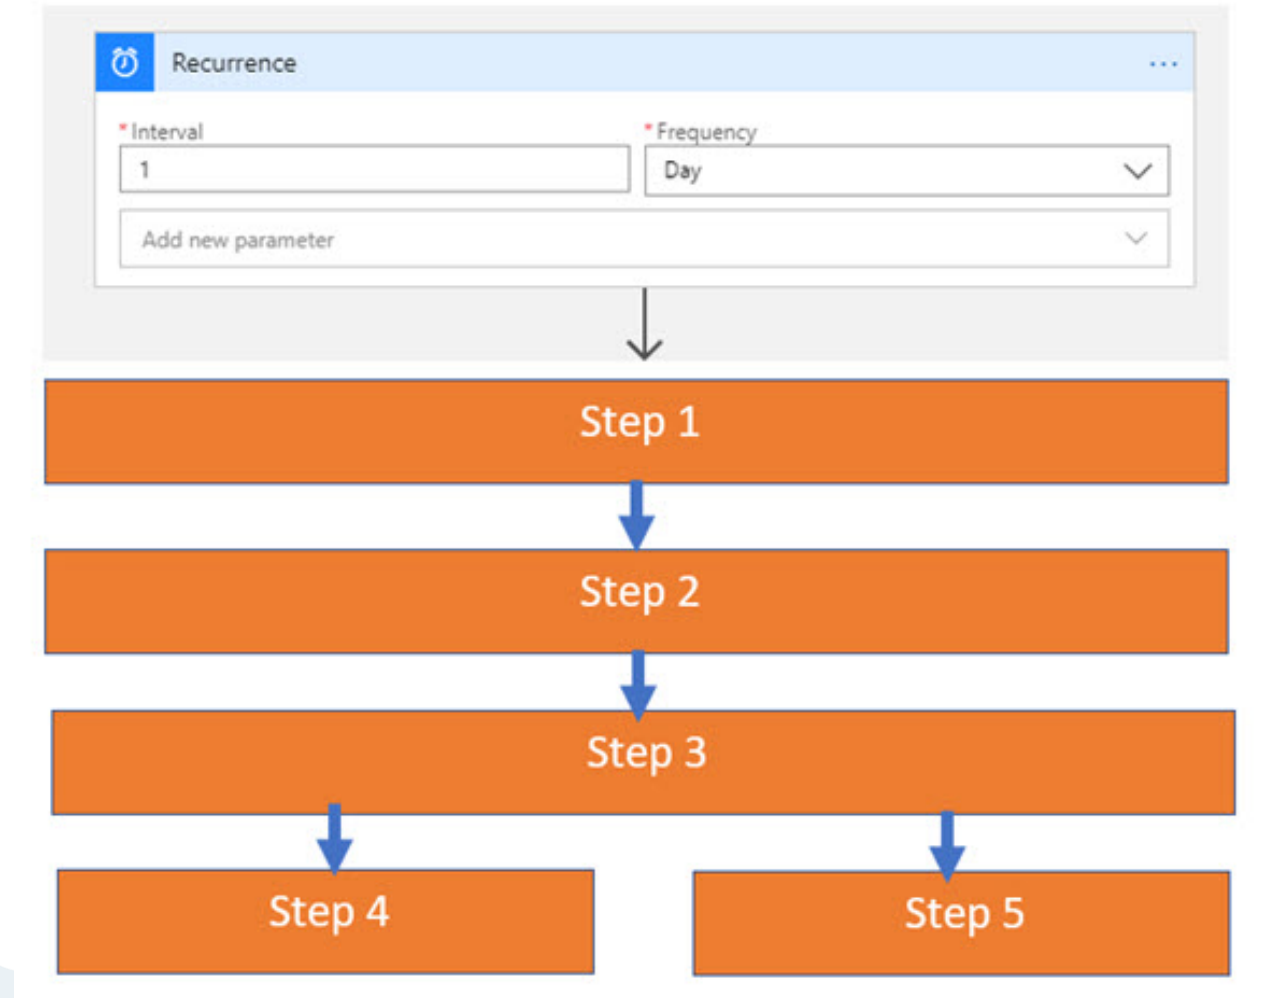 Recurrence
...
* Interval
* Frequency
1
Day
Add new parameter
Step 1
Step 2
Step 3
Step 4
Step 5